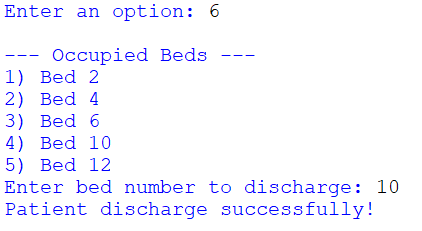 Enter an option: 6
--- Occupied Beds ---
1) Bed 2
2) Bed 4
3) Bed 6
4) Bed 10
5) Bed 12
Enter bed number to discharge: 10
Patient discharge successfully!